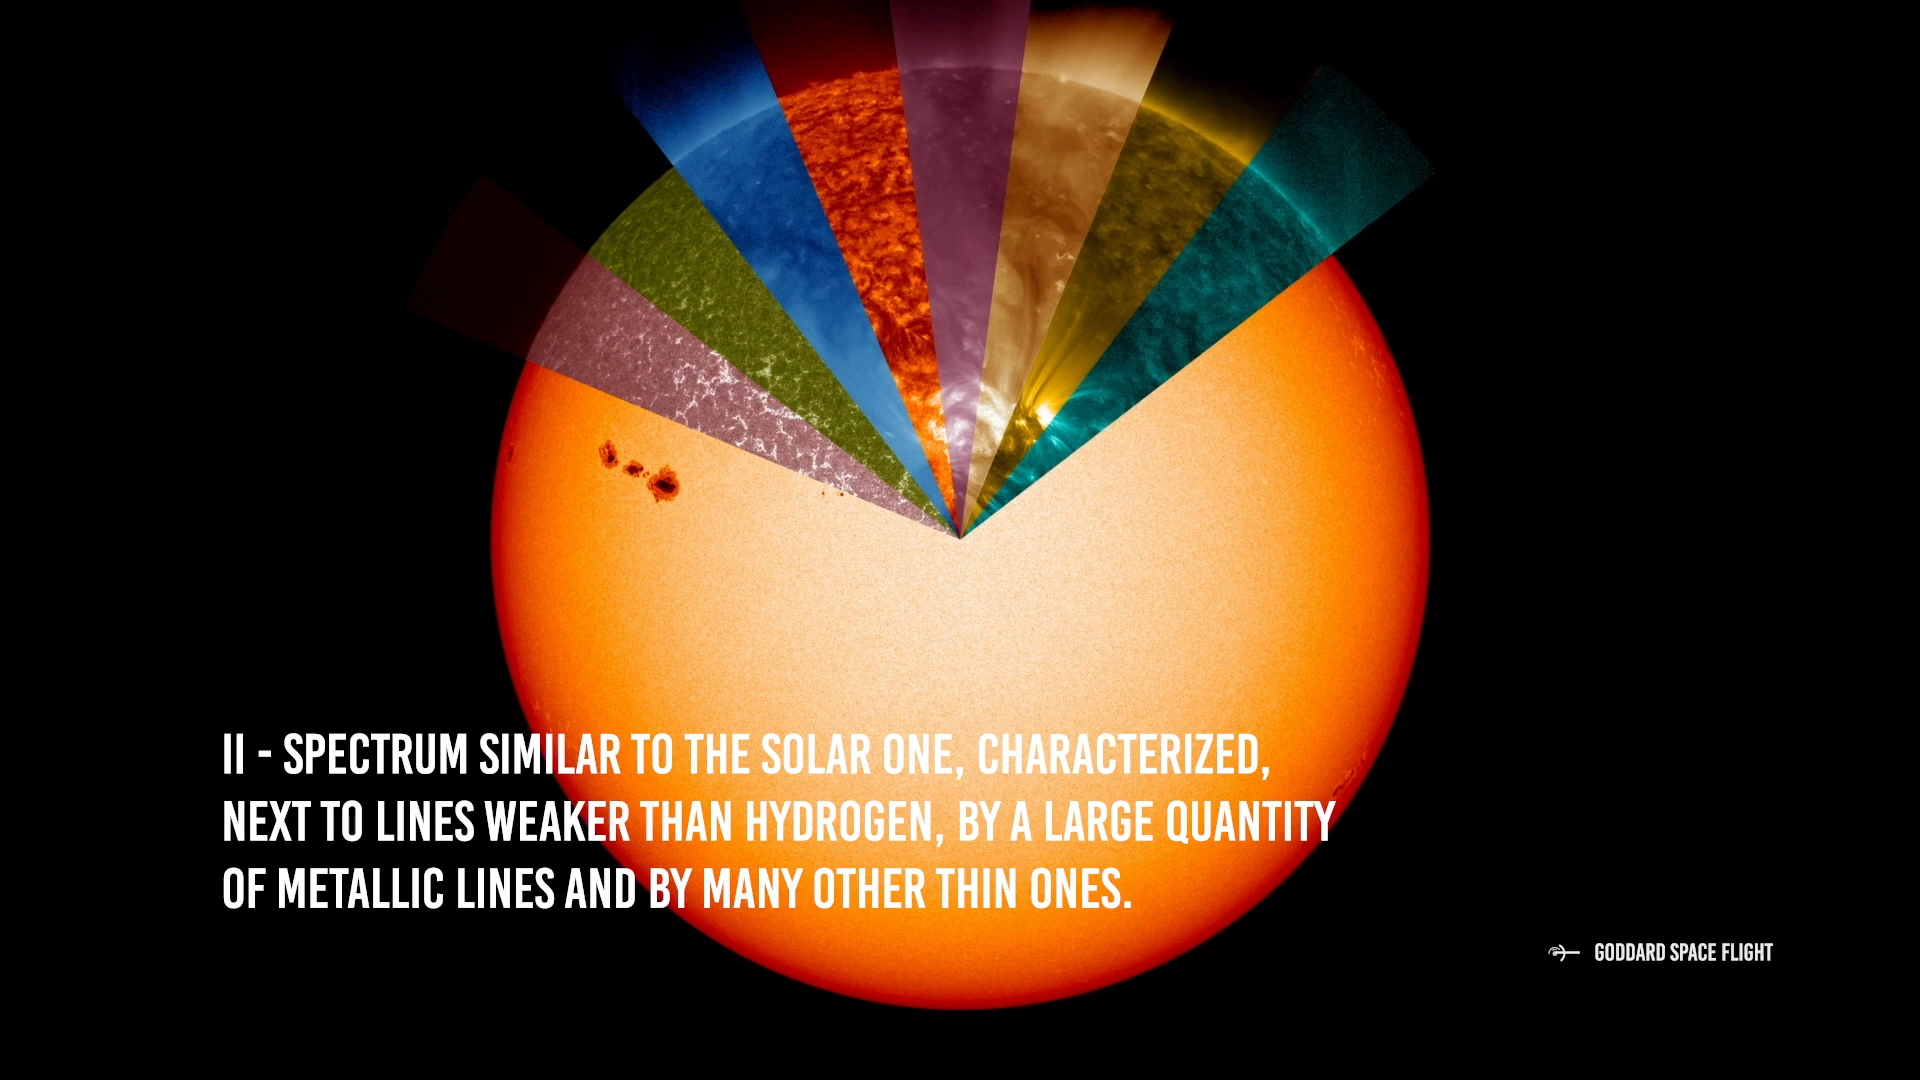 II - SPECTRUM SIMILAR TO THE SOLAR ONE, CHARACTERIZED,
NEXT TO LINES WEAKER THAN HYDROGEN, BY A LARGE QUANTITY
OF METALLIC LINES AND BY MANY OTHER THIN ONES.
GODDARD SPACE FLIGHT